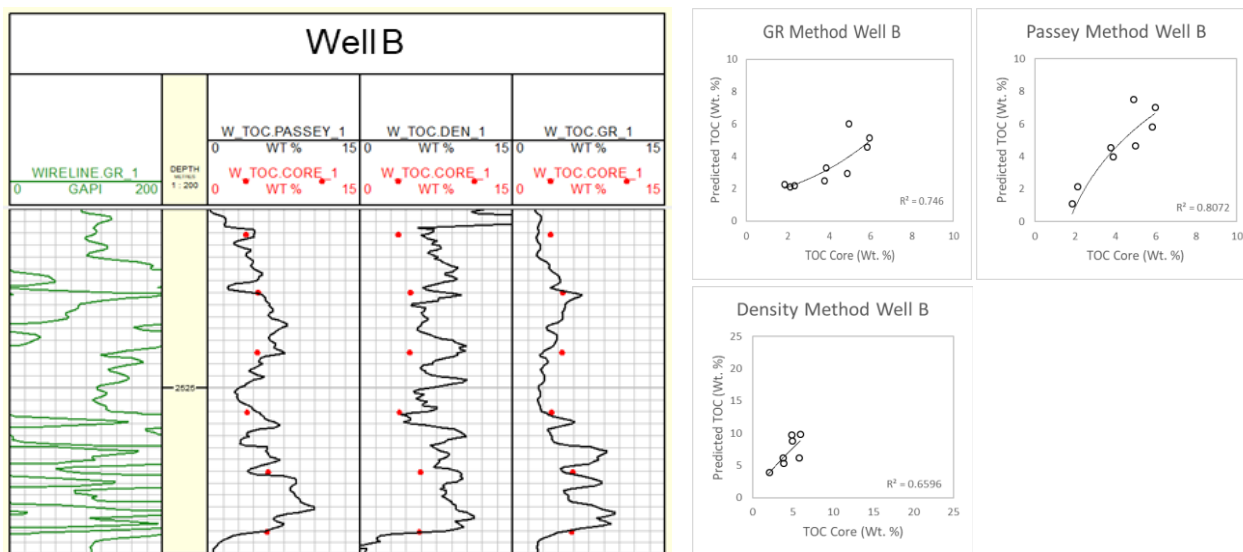 Well B
WIRELINE.GR_1
0 GAPI 200
DEPTH
METRES
1 : 200
W_TOC.PASSEY_1
0 WT % 15
W_TOC.CORE_1
0 WT % 15
W_TOC.DEN_1
0 WT % 15
W_TOC.CORE_1
0 WT % 15
W_TOC.GR_1
0 WT % 15
W_TOC.CORE_1
0 WT % 15
2525
GR Method Well B
Predicted TOC (Wt. %)
10
8
6
4
2
0
R² = 0.746
0 2 4 6 8 10
TOC Core (Wt. %)
Passey Method Well B
Predicted TOC (Wt. %)
10
8
6
4
2
0
R² = 0.8072
0 2 4 6 8 10
TOC Core (Wt. %)
Density Method Well B
Predicted TOC (Wt. %)
25
20
15
10
5
0
R² = 0.6596
0 5 10 15 20 25
TOC Core (Wt. %)